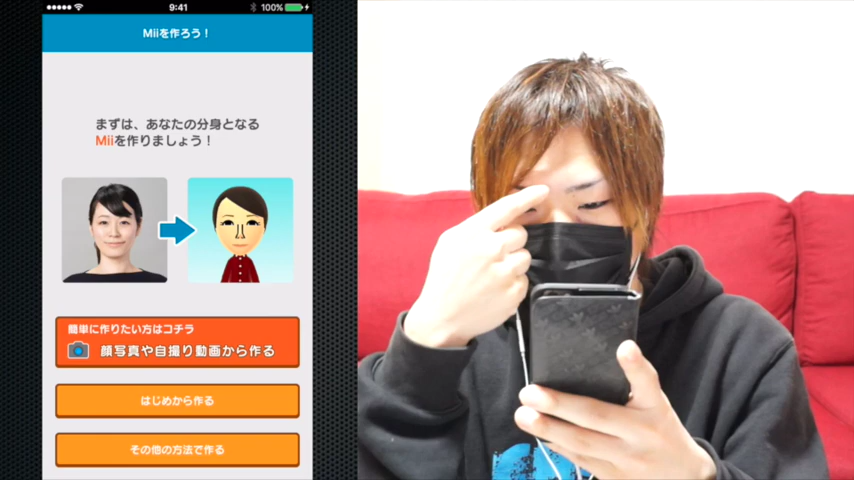 9:41
100%
Miiを作ろう！
まずは、あなたの分身となる
Miiを作りましょう！
簡単に作りたい方はコチラ
顔写真や自撮り動画から作る
はじめから作る
その他の方法で作る